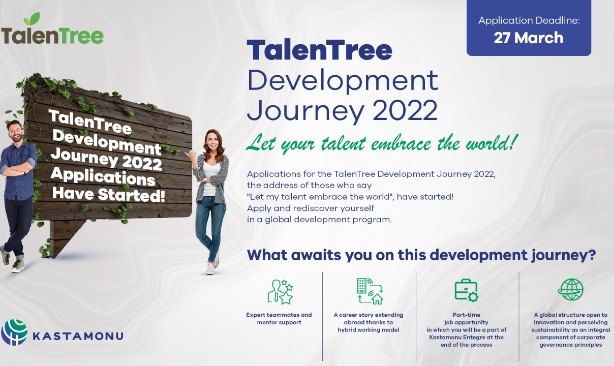 TalenTree
Application Deadline:
27 March
TalenTree
Development
Journey 2022
Let your talent embrace the world!
TalenTree
Development
Journey 2022
Applications
Have Started!
Applications for the TalenTree Development Journey 2022,
the address of those who say
"Let my talent embrace the world", have started!
Apply and rediscover yourself
in a global development program.
What awaits you on this development journey?
Expert teammates and
mentor support
A career story extending
abroad thanks to
hybrid working model
Part-time
job opportunity
in which you will be a part of
Kastamonu Entegre at the
end of the process
A global structure open to
innovation and perceiving
sustainability as an integral
component of corporate
governance principles
KASTAMONU